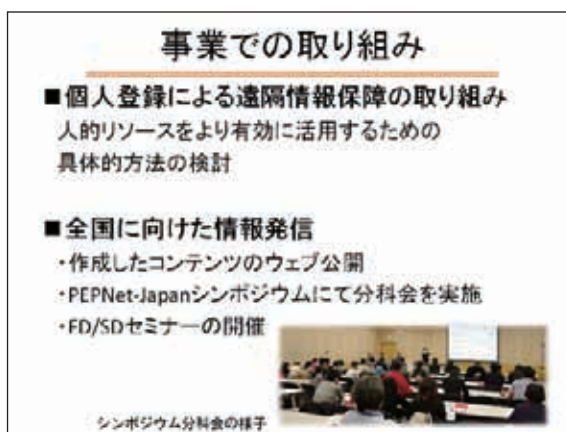 事業での取り組み
■個人登録による遠隔情報保障の取り組み
人的リソースをより有効に活用するための
具体的方法の検討
■全国に向けた情報発信
・作成したコンテンツのウェブ公開
・PEPNet-Japanシンポジウムにて分科会を実施
・FD/SDセミナーの開催
シンポジウム分科会の様子